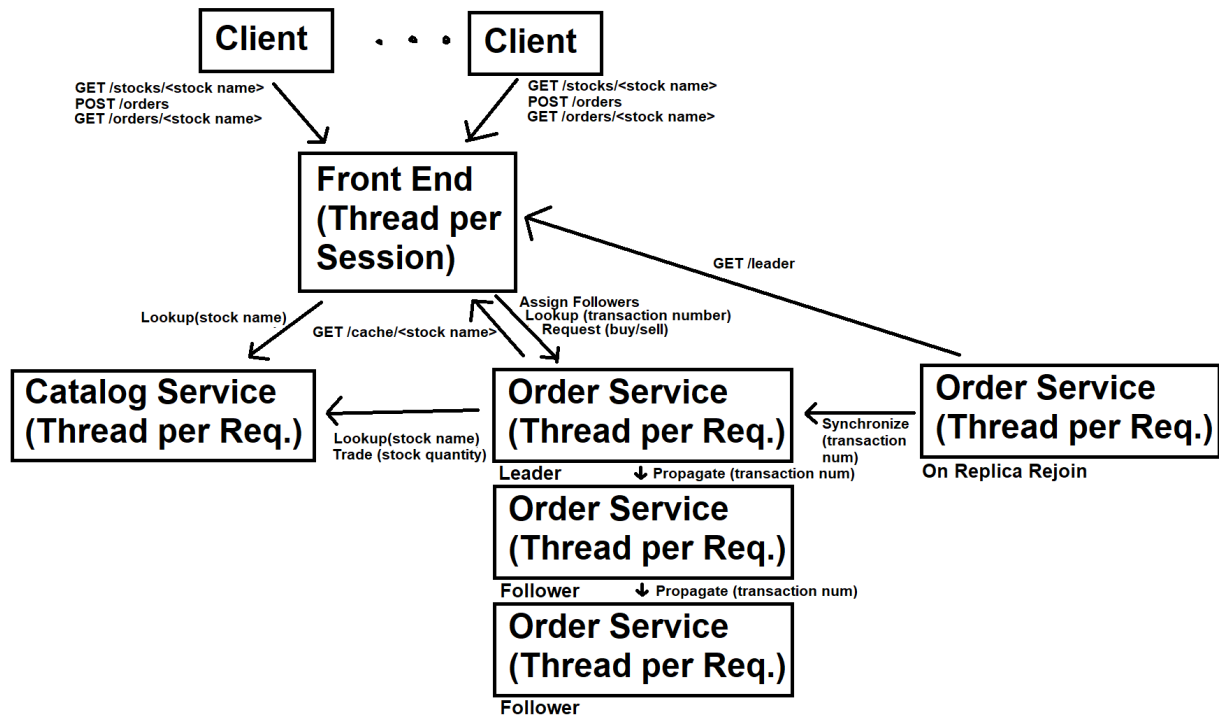 Client
Client
GET /stocks/<stock name>
POST /orders
GET /orders/<stock name>
GET /stocks/<stock name>
POST /orders
GET /orders/<stock name>
Front End
(Thread per
Session)
GET /leader
Lookup(stock name)
GET /cache/<stock name>
Assign Followers
Lookup (transaction number)
Request (buy/sell)
Catalog Service
(Thread per Req.)
Lookup(stock name)
Trade (stock quantity)
Order Service
(Thread per Req.)
Leader
Synchronize
(transaction
num)
Order Service
(Thread per Req.)
On Replica Rejoin
Propagate (transaction num)
Order Service
(Thread per Req.)
Follower
Propagate (transaction num)
Order Service
(Thread per Req.)
Follower